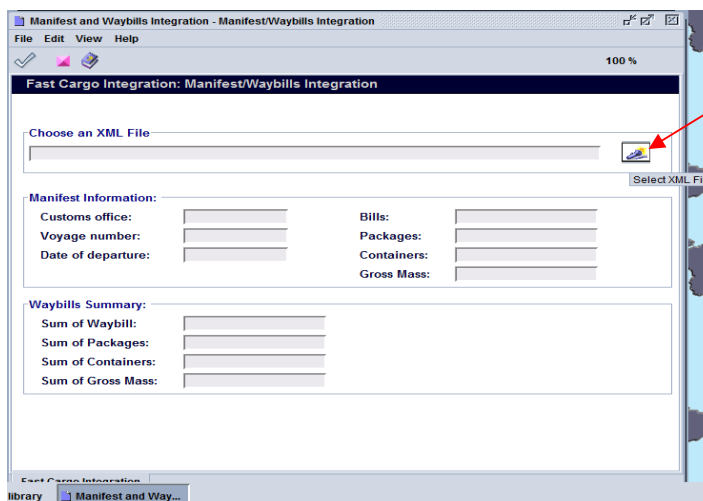 Manifest and Waybills Integration - Manifest/Waybills Integration
File Edit View Help
100 %
Fast Cargo Integration: Manifest/Waybills Integration
Choose an XML File
Select XML Fi
Manifest Information:
Customs office: Bills:
Voyage number: Packages:
Date of departure: Containers:
Gross Mass:
Waybills Summary:
Sum of Waybill:
Sum of Packages:
Sum of Containers:
Sum of Gross Mass:
Fast Cargo Integration
library Manifest and Way...